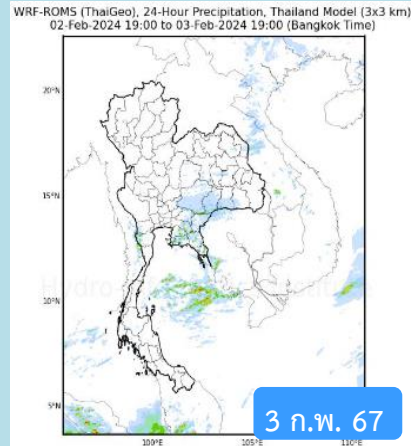 WRF-ROMS (ThaiGeo), 24-Hour Precipitation, Thailand Model (3x3 km)
02-Feb-2024 19:00 to 03-Feb-2024 19:00 (Bangkok Time)
20°N
15°N
10°N
5°N
100°E
105°E
110°E
3 ก.พ. 67